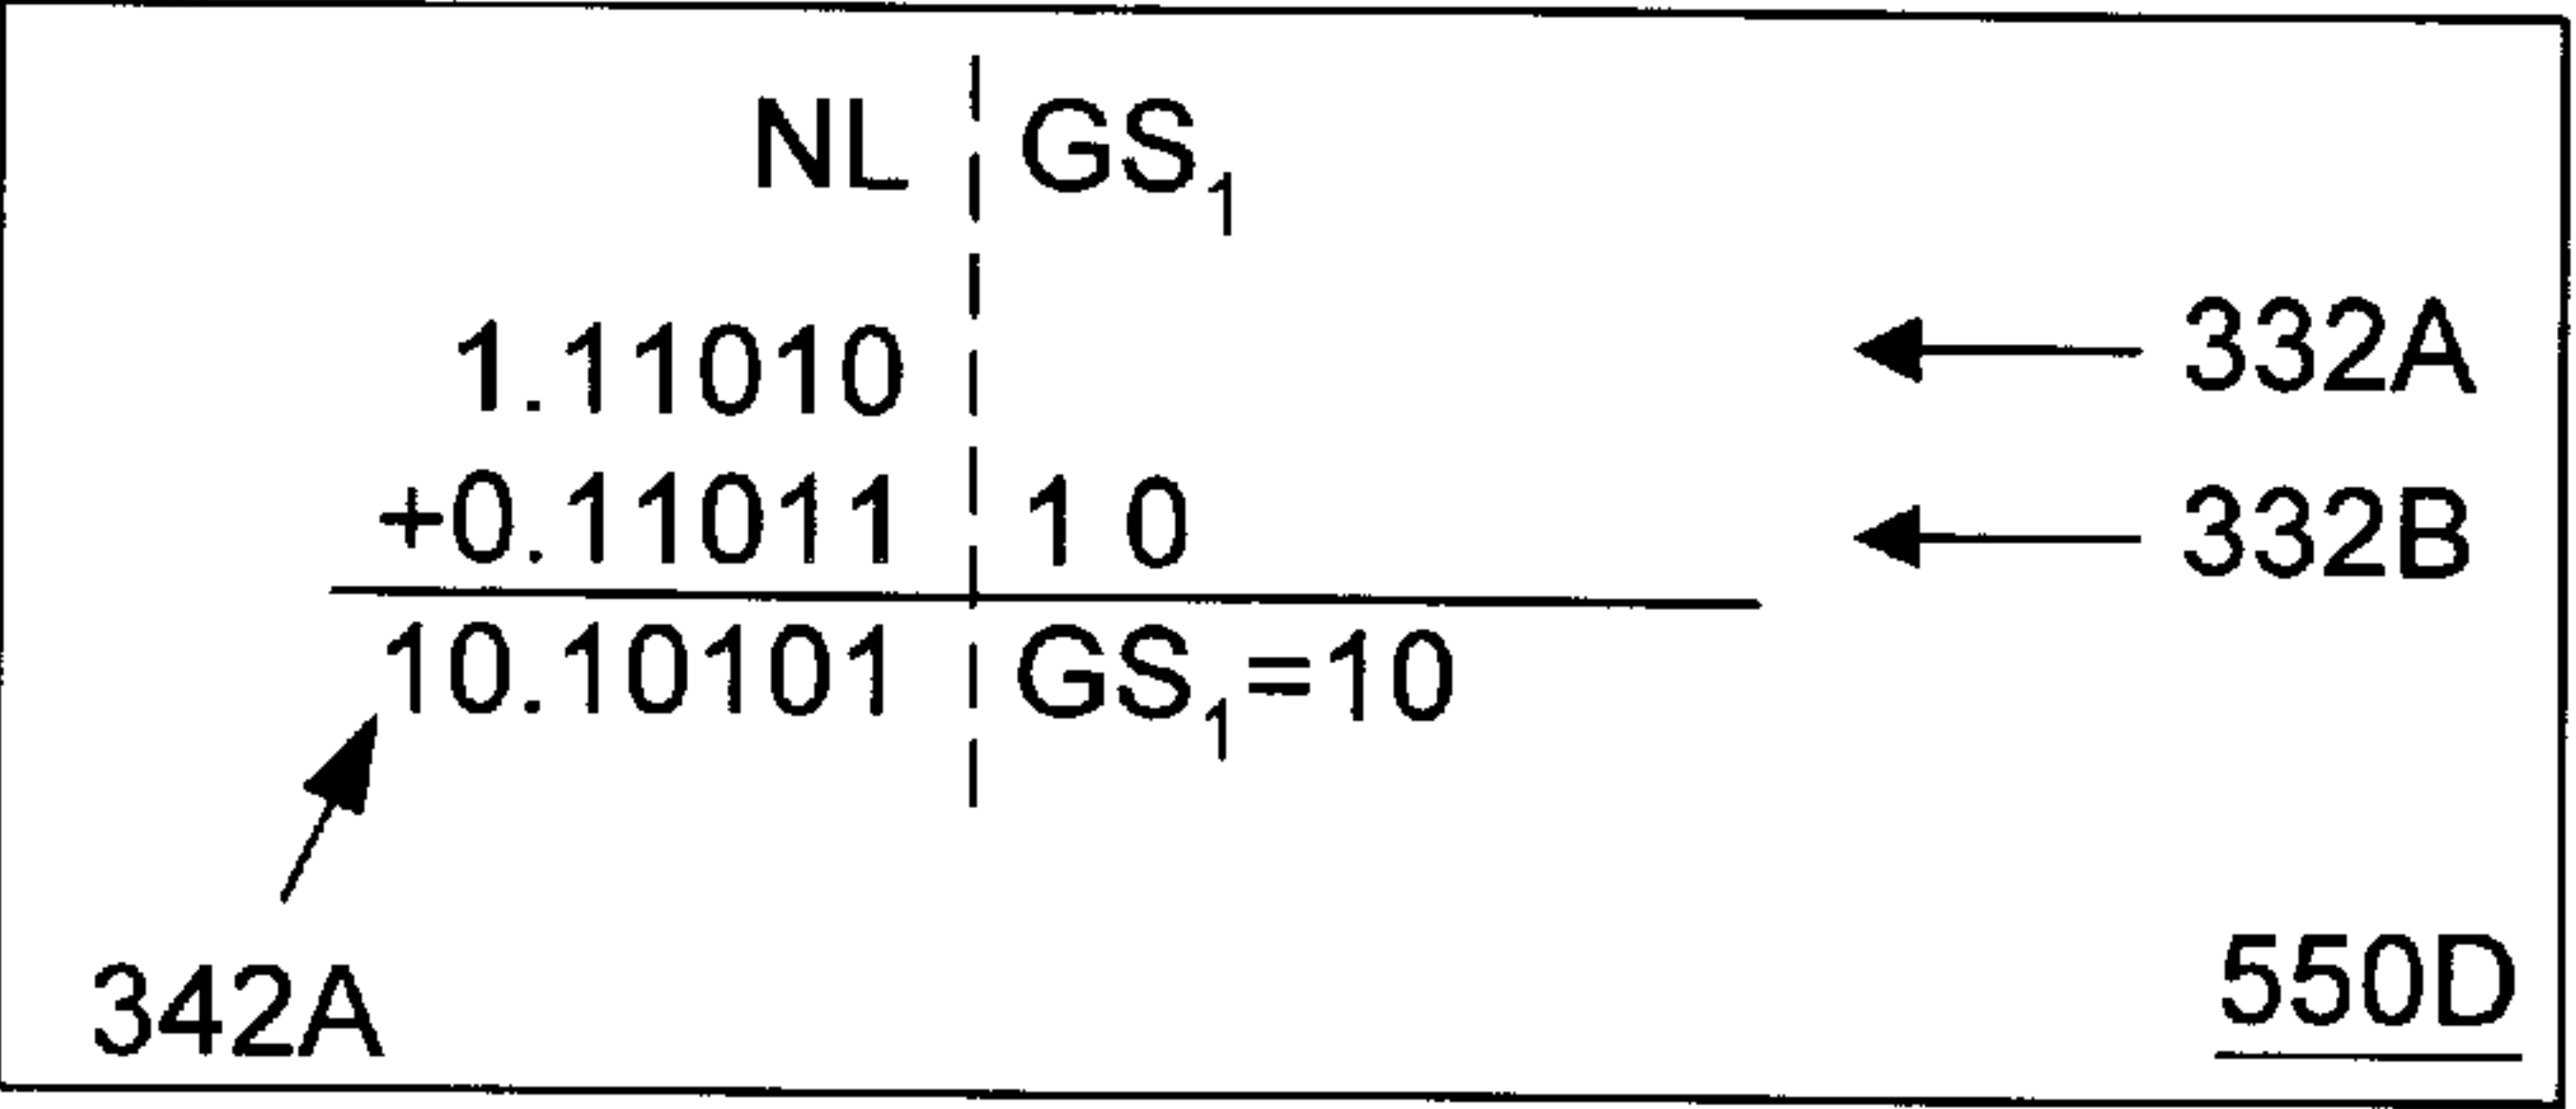 NL GS₁
1.11010 332A
+0.11011 1 0 332B
10.10101 GS₁=10
342A 550D